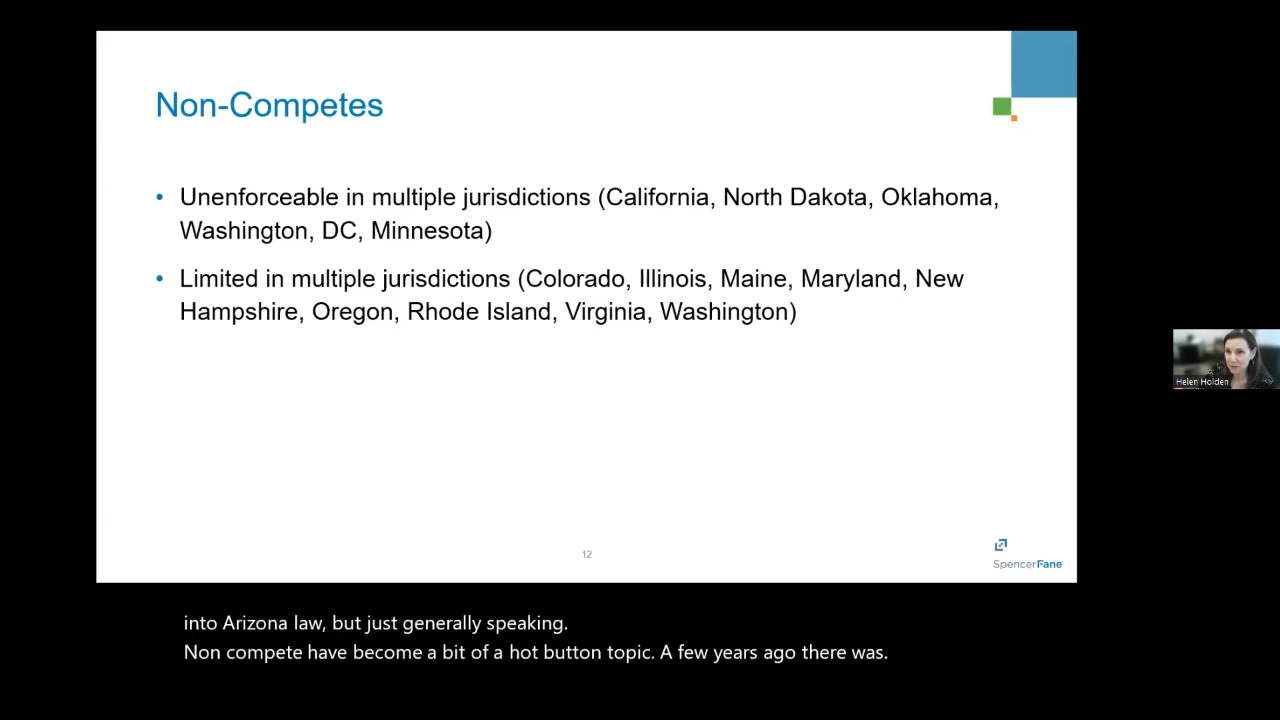 Non-Competes
• Unenforceable in multiple jurisdictions (California, North Dakota, Oklahoma,
Washington, DC, Minnesota)
• Limited in multiple jurisdictions (Colorado, Illinois, Maine, Maryland, New
Hampshire, Oregon, Rhode Island, Virginia, Washington)
Helen Holden
12
SpencerFane
into Arizona law, but just generally speaking.
Non compete have become a bit of a hot button topic. A few years ago there was.